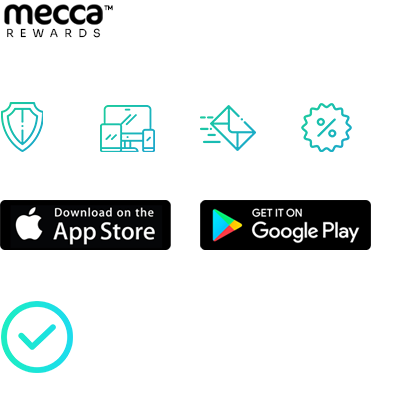 mecca™
REWARDS
%
Download on the
App Store
GET IT ON
Google Play